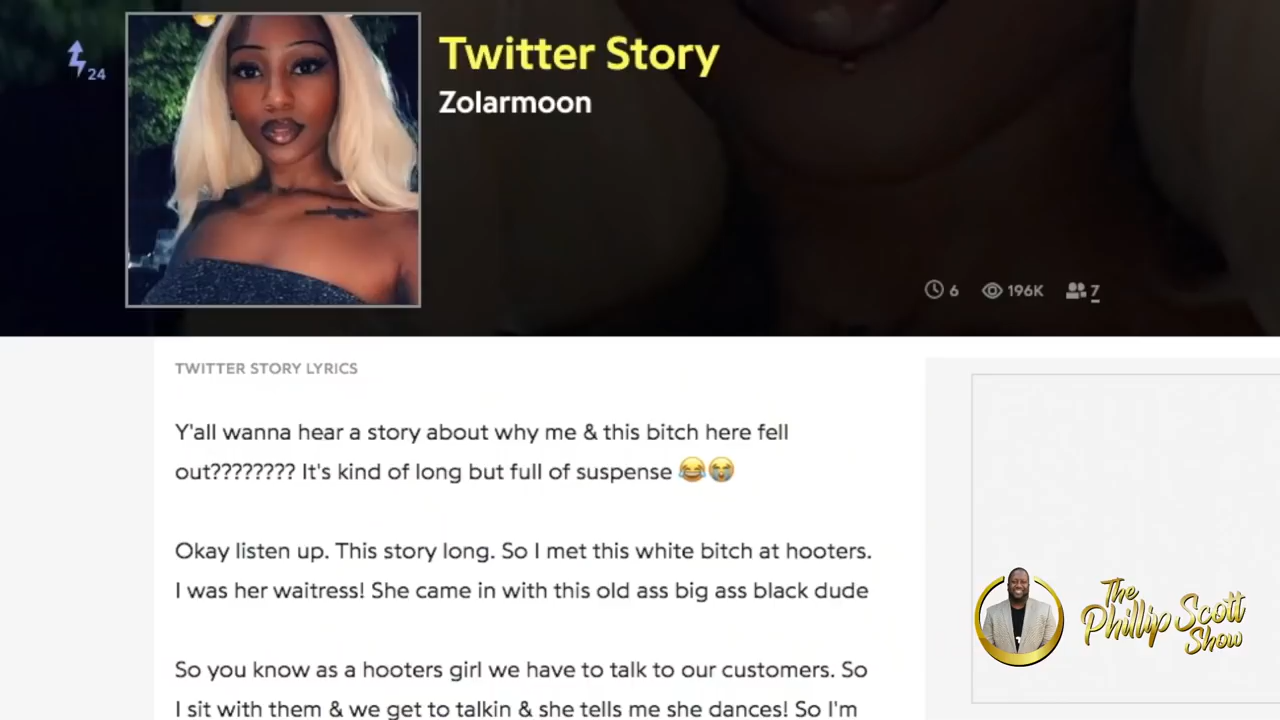 24
Twitter Story
Zolarmoon
6 196K 7
TWITTER STORY LYRICS
Y'all wanna hear a story about why me & this bitch here fell
out???????? It's kind of long but full of suspense 😂😭
Okay listen up. This story long. So I met this white bitch at hooters.
I was her waitress! She came in with this old ass big ass black dude
So you know as a hooters girl we have to talk to our customers. So
I sit with them & we get to talkin & she tells me she dances! So I'm
The
Phillip Scott
Show